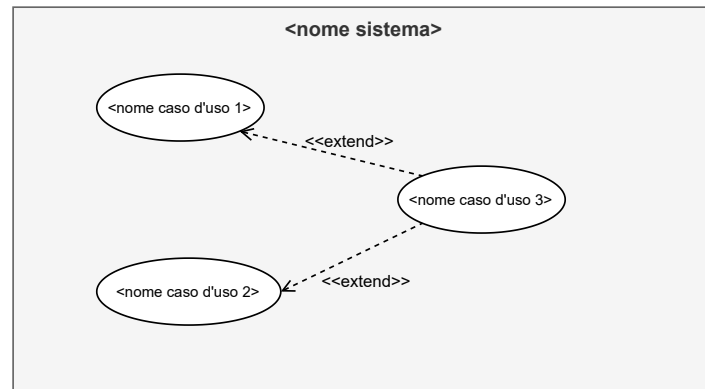 <nome sistema>
<nome caso d'uso 1>
<<extend>>
<nome caso d'uso 3>
<<extend>>
<nome caso d'uso 2>